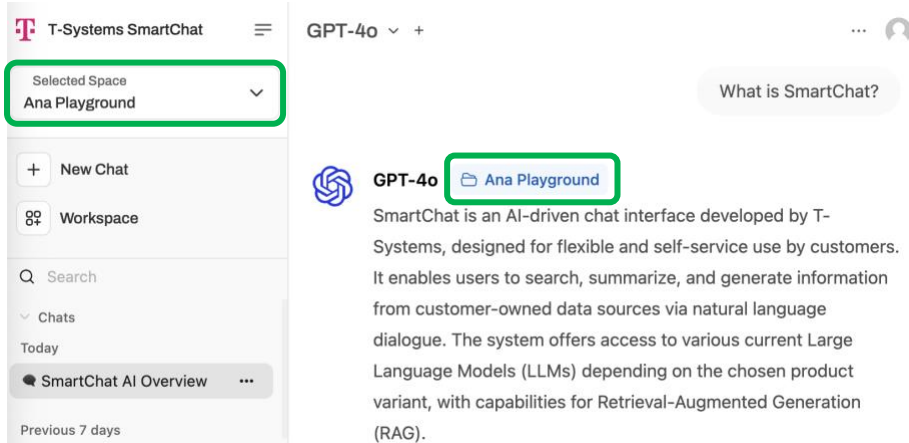 T-Systems SmartChat
Selected Space
Ana Playground
New Chat
Workspace
Search
Chats
Today
SmartChat AI Overview
Previous 7 days
GPT-4o
What is SmartChat?
GPT-4o Ana Playground
SmartChat is an AI-driven chat interface developed by T-
Systems, designed for flexible and self-service use by customers.
It enables users to search, summarize, and generate information
from customer-owned data sources via natural language
dialogue. The system offers access to various current Large
Language Models (LLMs) depending on the chosen product
variant, with capabilities for Retrieval-Augmented Generation
(RAG).